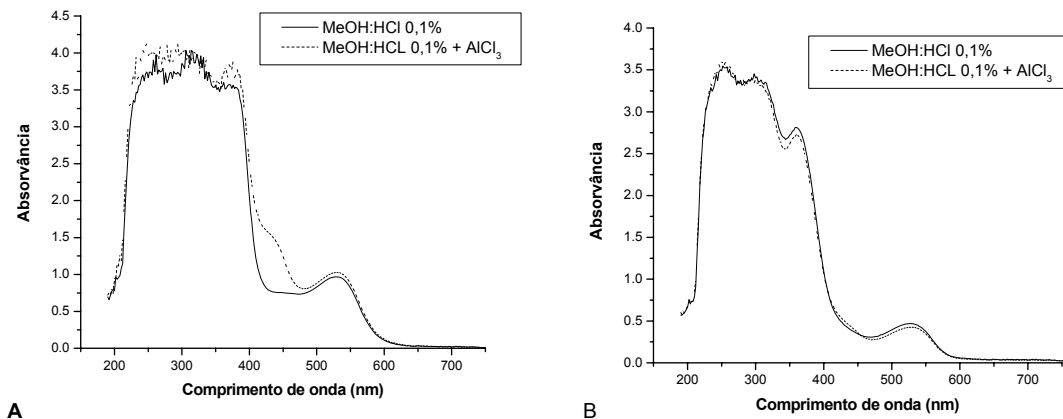 MeOH:HCl 0,1%
MeOH:HCL 0,1% + AlCl3
Absorvância
4.5
4.0
3.5
3.0
2.5
2.0
1.5
1.0
0.5
0.0
200 300 400 500 600 700
Comprimento de onda (nm)
A
MeOH:HCl 0,1%
MeOH:HCL 0,1% + AlCl3
Absorvância
4.0
3.5
3.0
2.5
2.0
1.5
1.0
0.5
0.0
200 300 400 500 600 700
Comprimento de onda (nm)
B